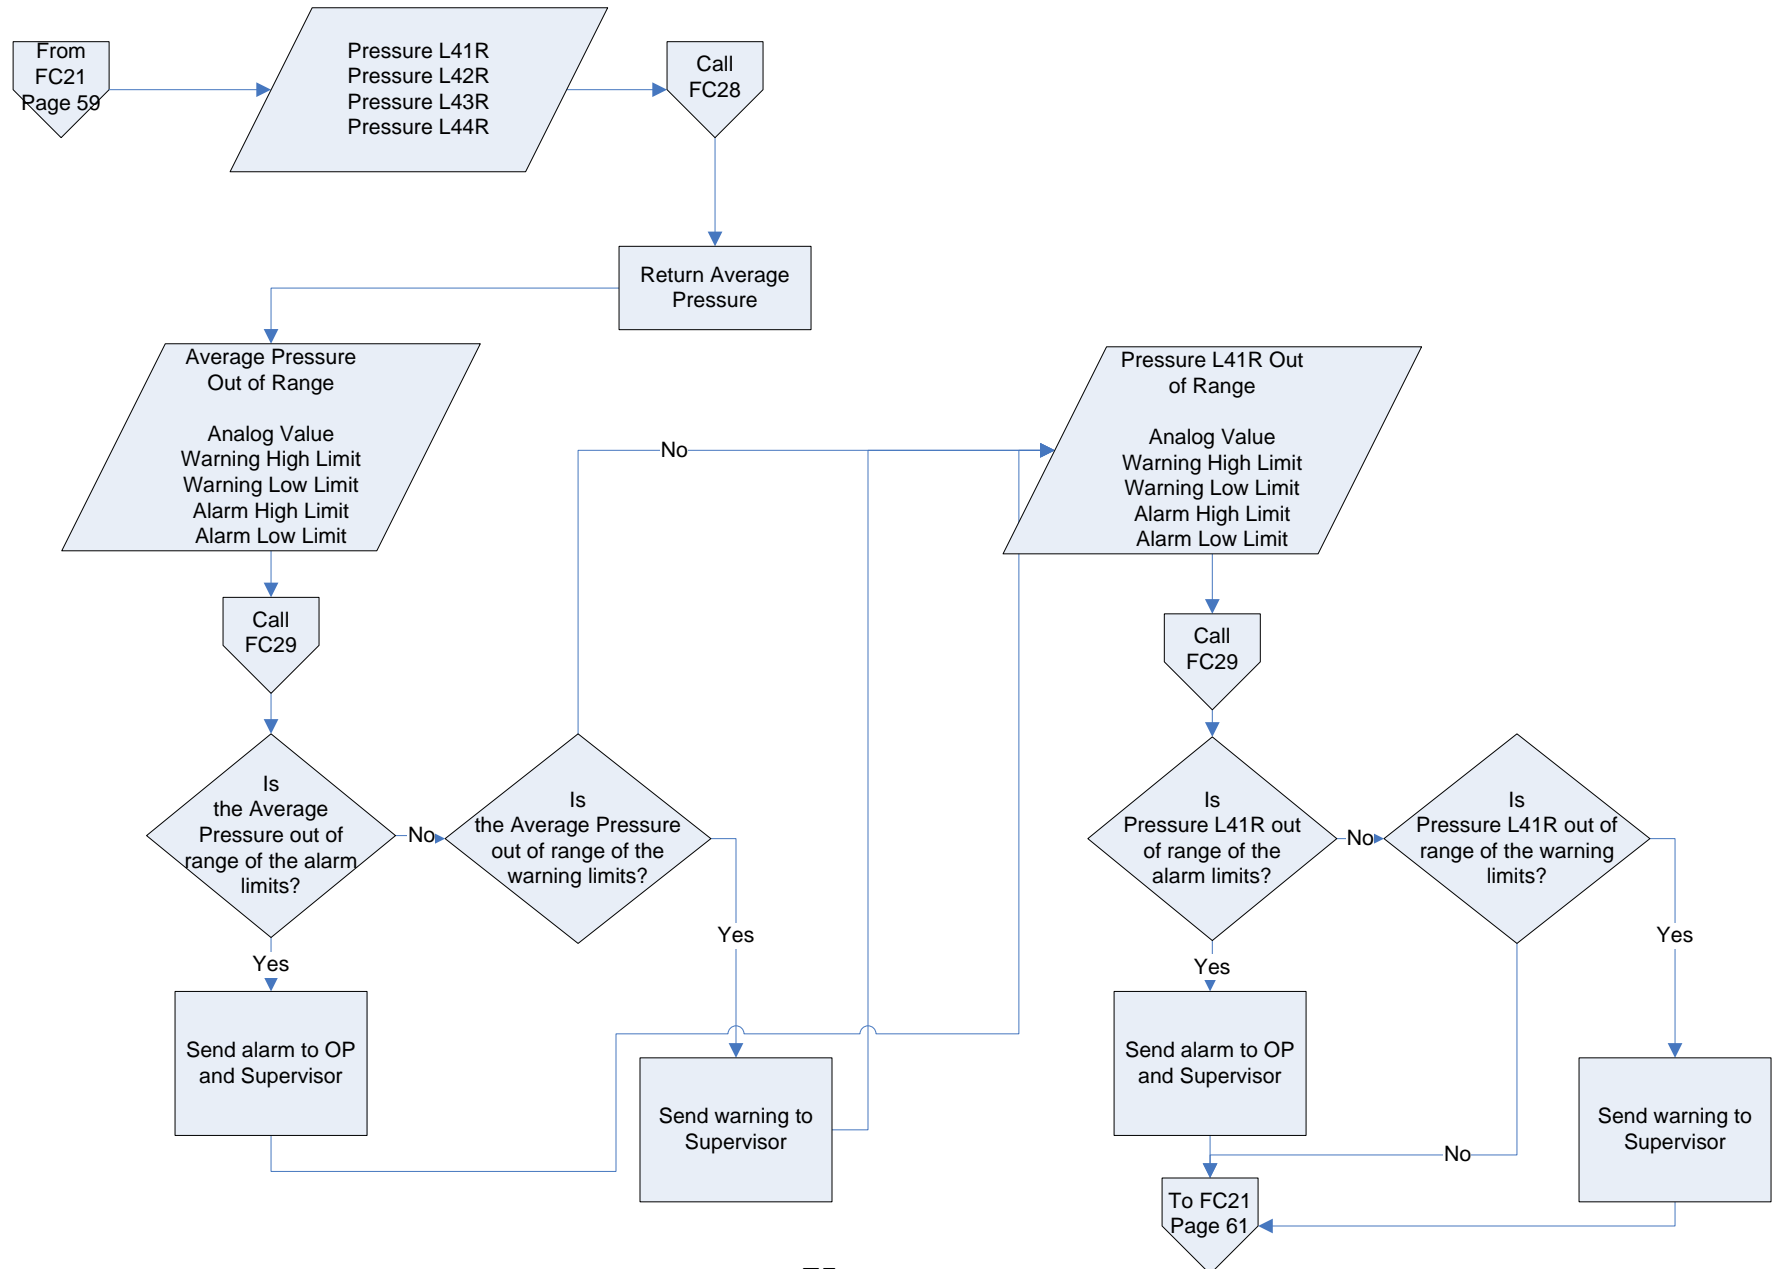 From
FC21
Page 59
Pressure L41R
Pressure L42R
Pressure L43R
Pressure L44R
Call
FC28
Return Average
Pressure
Average Pressure
Out of Range
Analog Value
Warning High Limit
Warning Low Limit
Alarm High Limit
Alarm Low Limit
Call
FC29
Is
the Average
Pressure out of
range of the alarm
limits?
No
Is
the Average Pressure
out of range of the
warning limits?
No
Yes
Yes
Send alarm to OP
and Supervisor
Send warning to
Supervisor
Pressure L41R Out
of Range
Analog Value
Warning High Limit
Warning Low Limit
Alarm High Limit
Alarm Low Limit
Call
FC29
Is
Pressure L41R out
of range of the
alarm limits?
No
Is
Pressure L41R out of
range of the warning
limits?
Yes
Yes
Send alarm to OP
and Supervisor
No
Send warning to
Supervisor
To FC21
Page 61